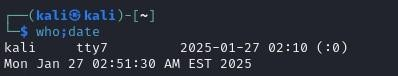 ┌──(kali㉿kali)-[~]
└─$ who;date
kali     tty7         2025-01-27 02:10 (:0)
Mon Jan 27 02:51:30 AM EST 2025